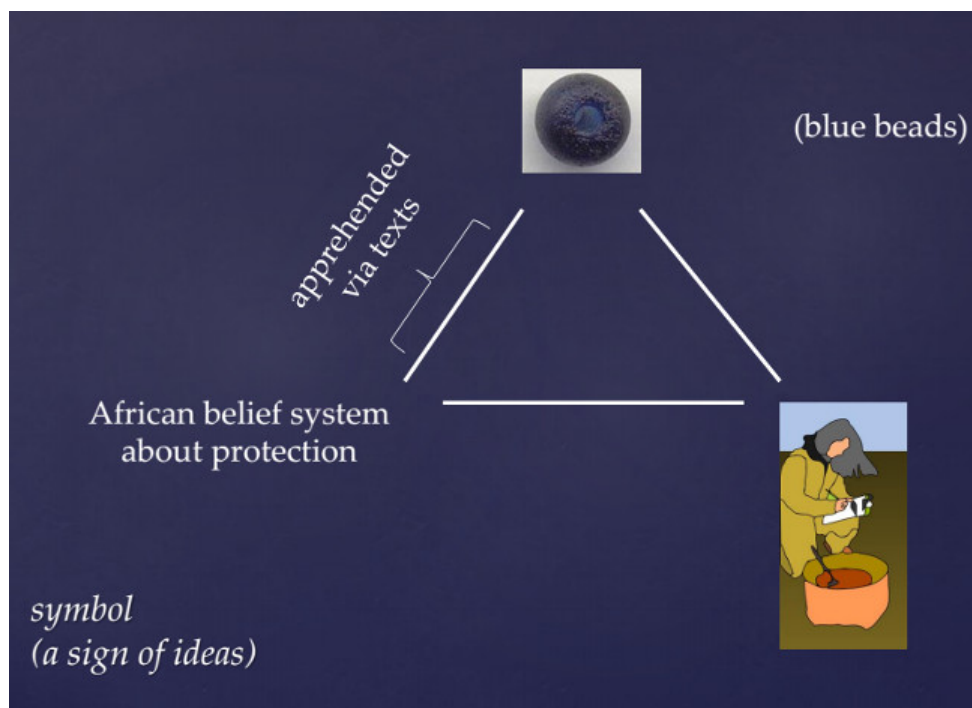 (blue beads)
apprehended
via texts
African belief system
about protection
symbol
(a sign of ideas)